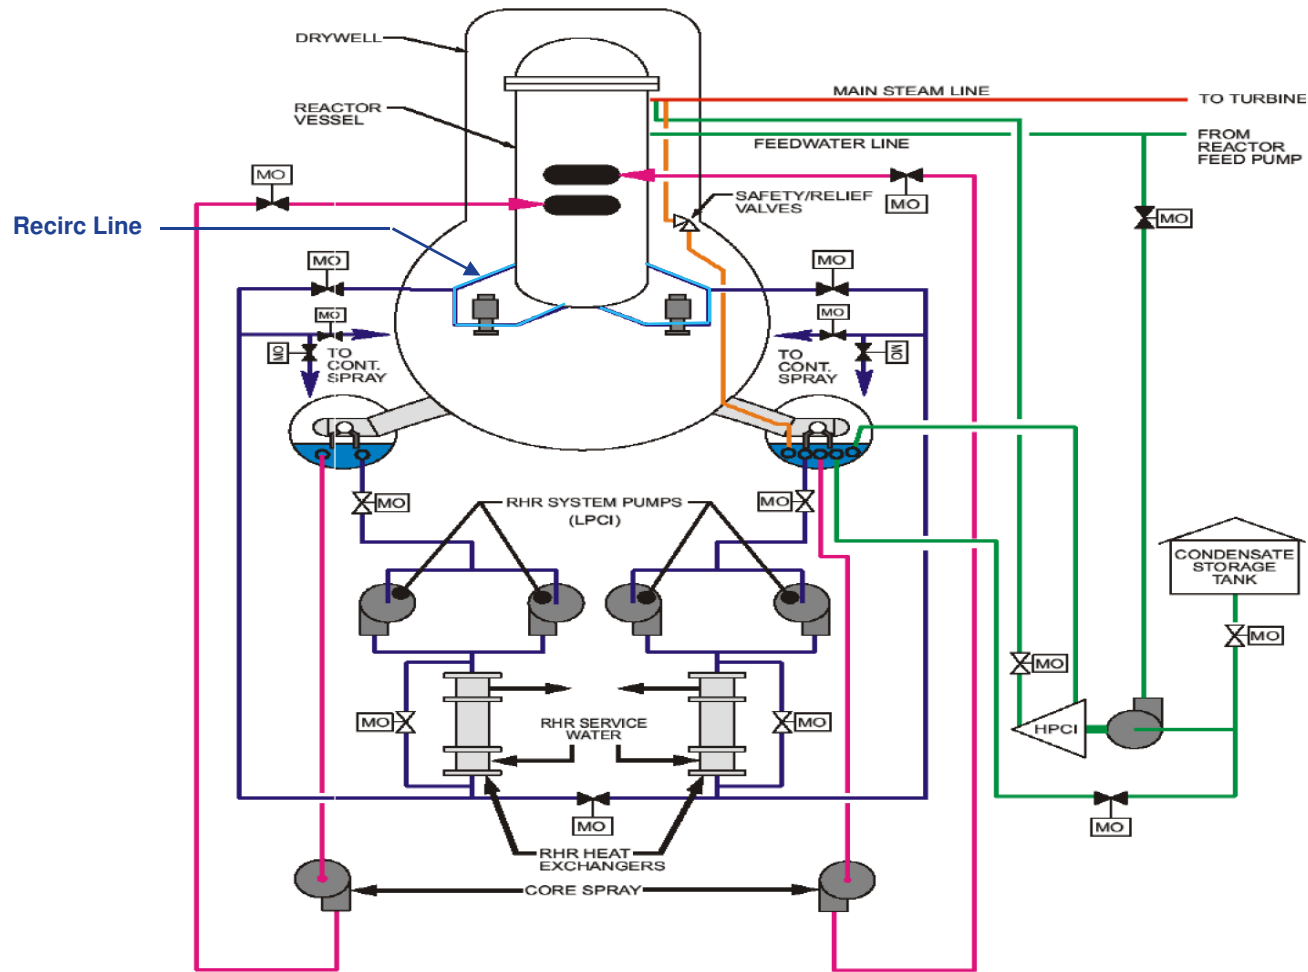 DRYWELL
REACTOR
VESSEL
MAIN STEAM LINE
TO TURBINE
FEEDWATER LINE
FROM
REACTOR
FEED PUMP
MO
MO
SAFETY/RELIEF
VALVES
MO
Recirc Line
MO
MO
MO
MO
MO
MO
TO
CONT.
SPRAY
TO
CONT.
SPRAY
MO
RHR SYSTEM PUMPS
(LPCI)
MO
CONDENSATE
STORAGE
TANK
MO
MO
MO
RHR SERVICE
WATER
MO
HPCI
MO
MO
RHR HEAT
EXCHANGERS
CORE SPRAY